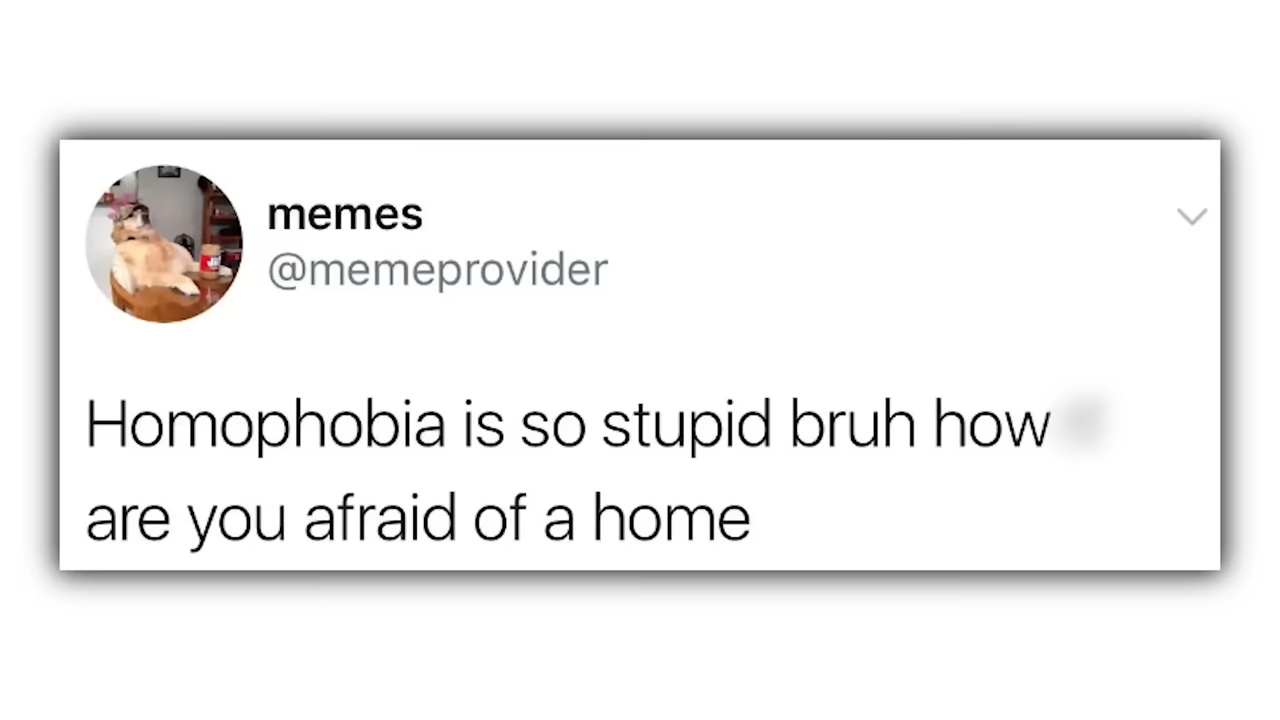 memes
@memeprovider
Homophobia is so stupid bruh how
are you afraid of a home